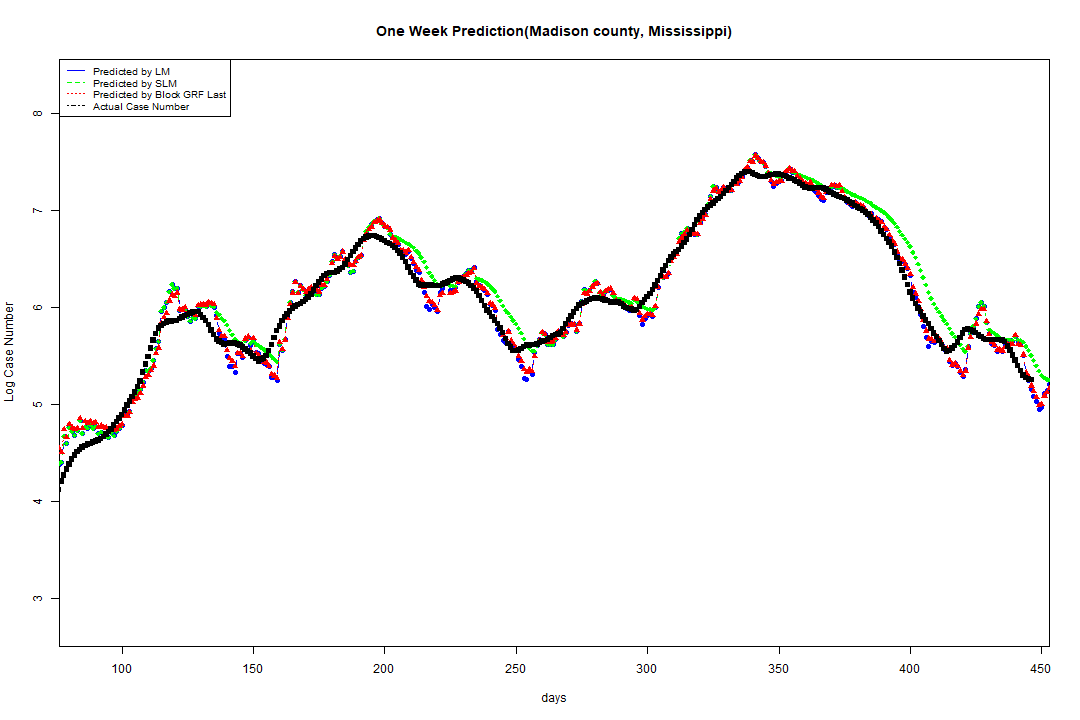 One Week Prediction(Madison county, Mississippi)
Predicted by LM
Predicted by SLM
Predicted by Block GRF Last
Actual Case Number
Log Case Number
8
7
6
5
4
3
100 150 200 250 300 350 400 450
days